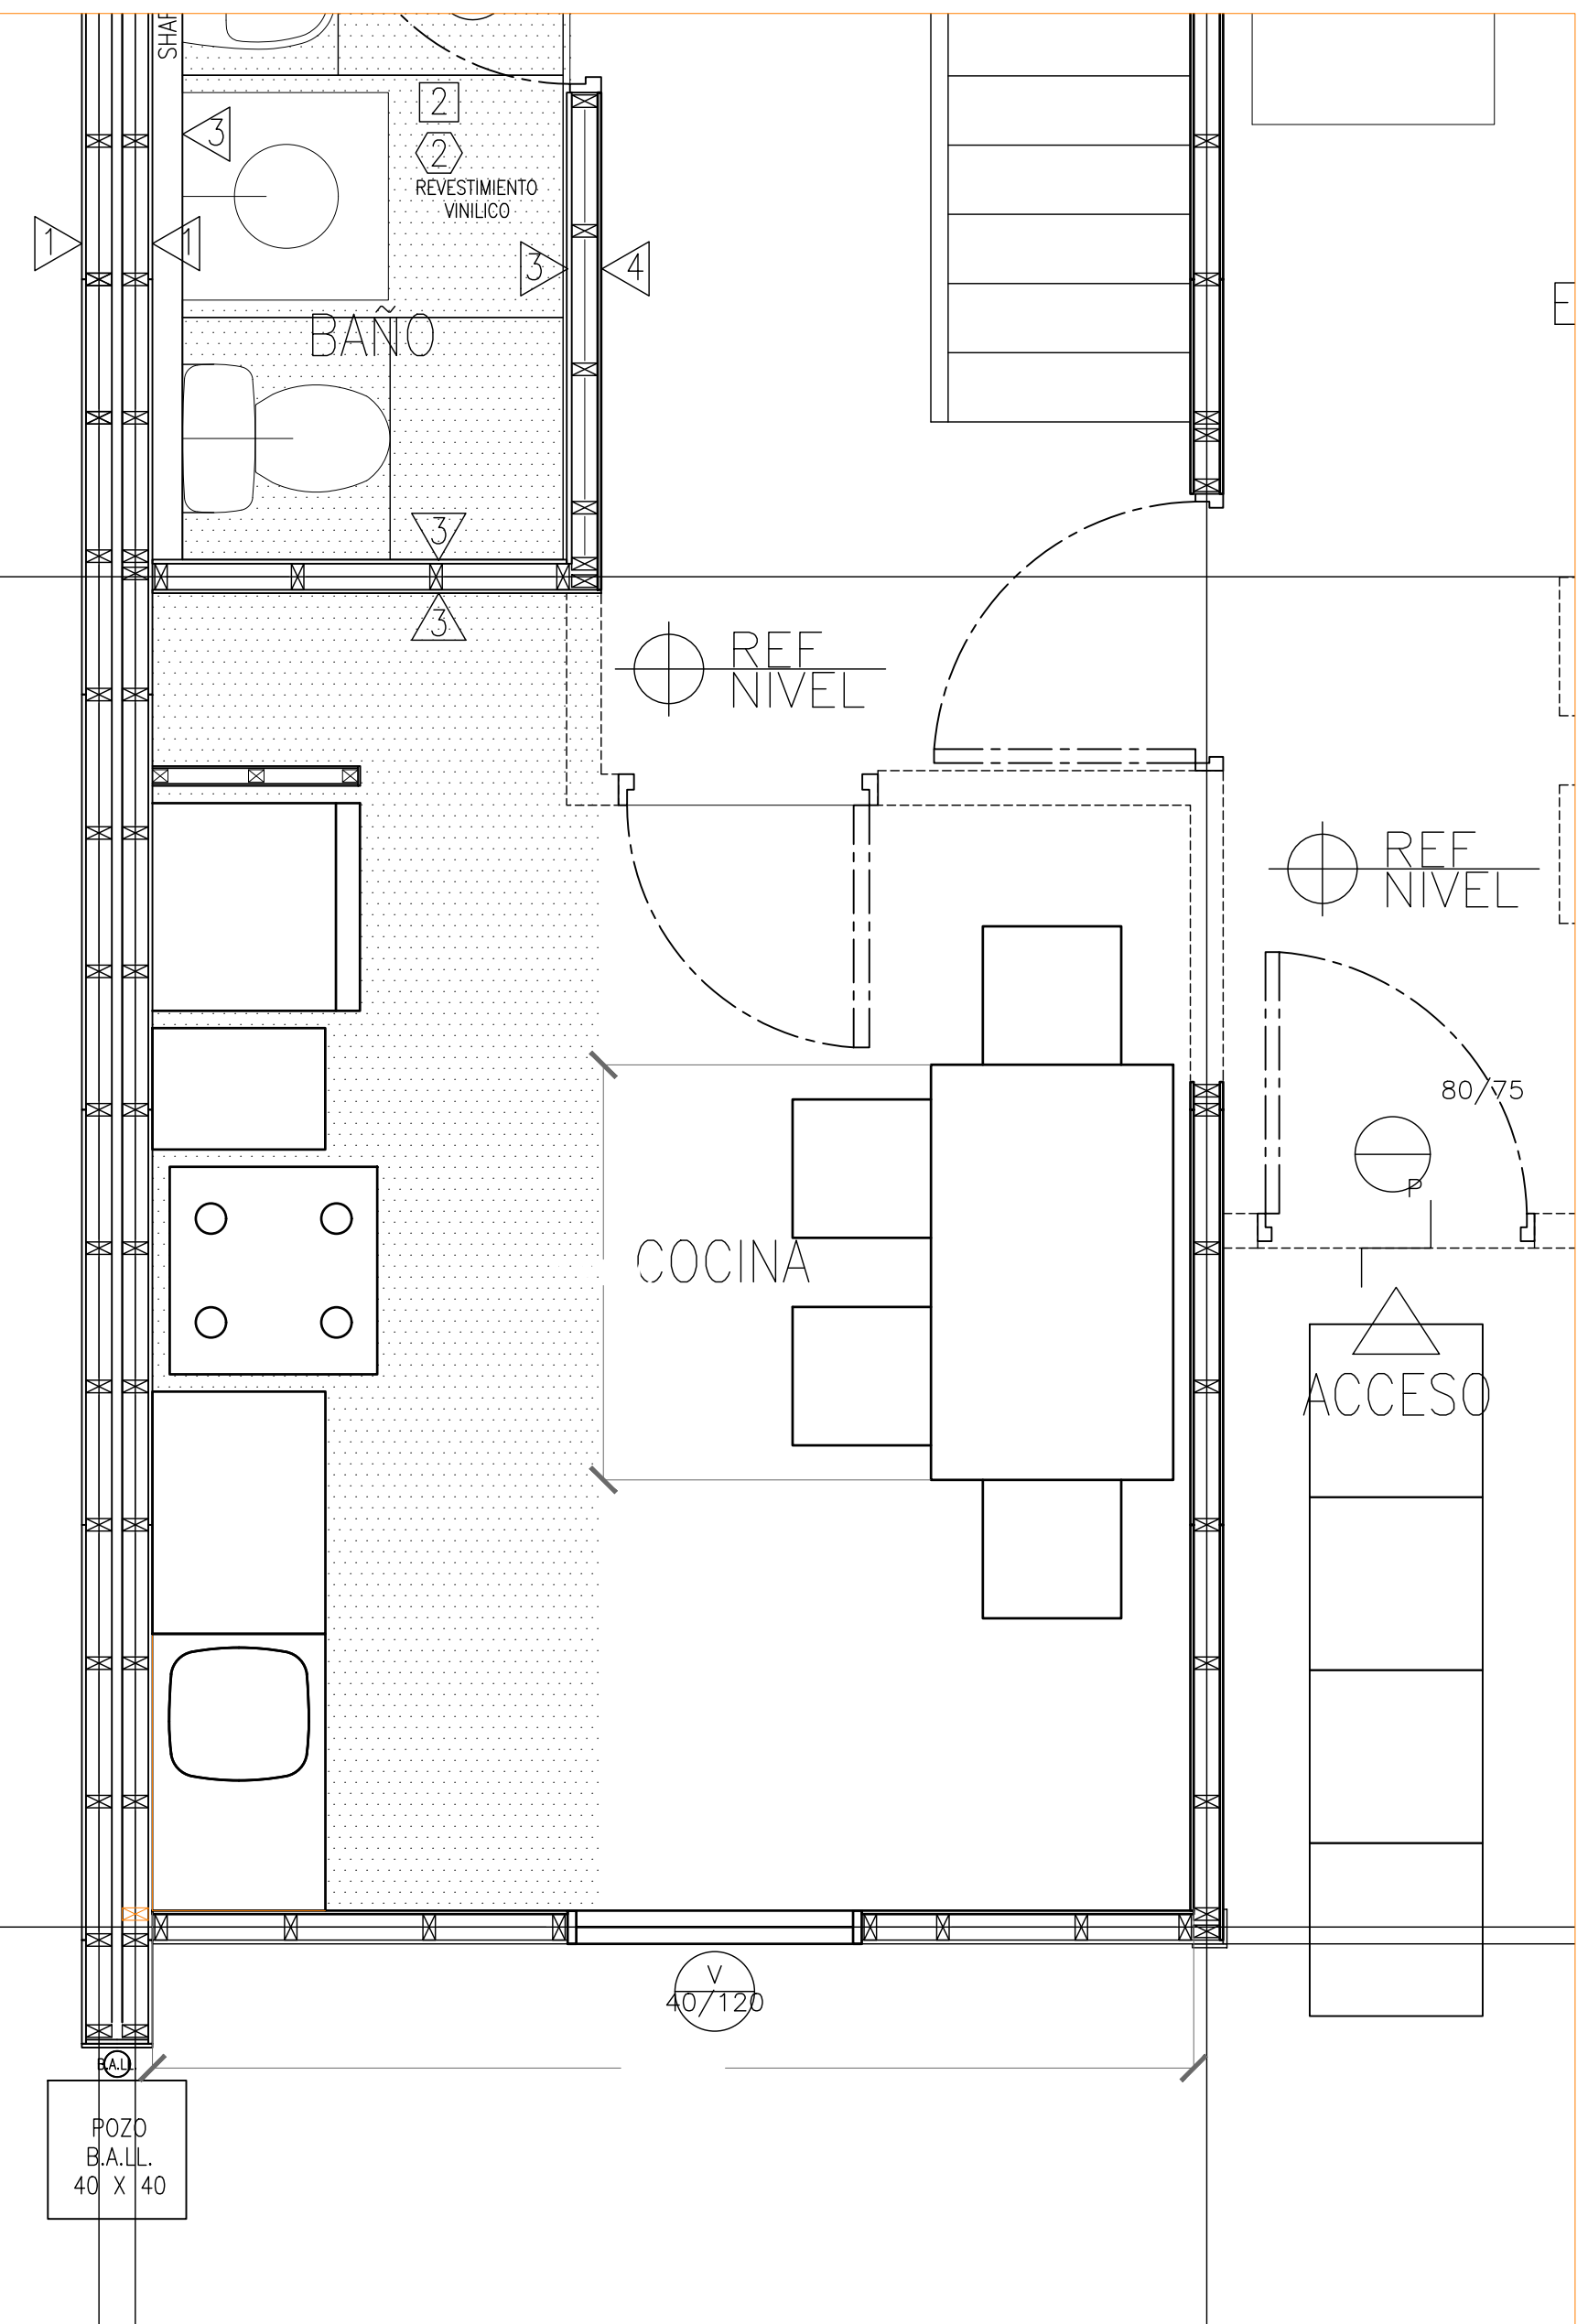 2
3
2
REVESTIMIENTO
VINILICO
1
1
3
4
BAÑO
3
3
REF
NIVEL
REF
NIVEL
80/75
P
COCINA
ACCESO
V
40/120
B.A.LL.
POZO
B.A.LL.
40 X 40